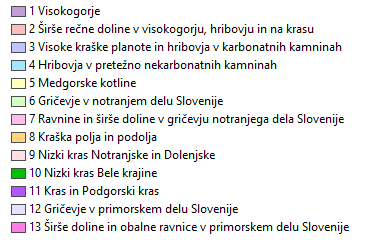 1 Visokogorje
2 Širše rečne doline v visokogorju, hribovju in na krasu
3 Visoke kraške planote in hribovja v karbonatnih kamninah
4 Hribovja v pretežno nekarbonatnih kamninah
5 Medgorske kotline
6 Gričevje v notranjem delu Slovenije
7 Ravnine in širše doline v gričevju notranjega dela Slovenije
8 Kraška polja in podolja
9 Nizki kras Notranjske in Dolenjske
10 Nizki kras Bele krajine
11 Kras in Podgorski kras
12 Gričevje v primorskem delu Slovenije
13 Širše doline in obalne ravnice v primorskem delu Slovenije